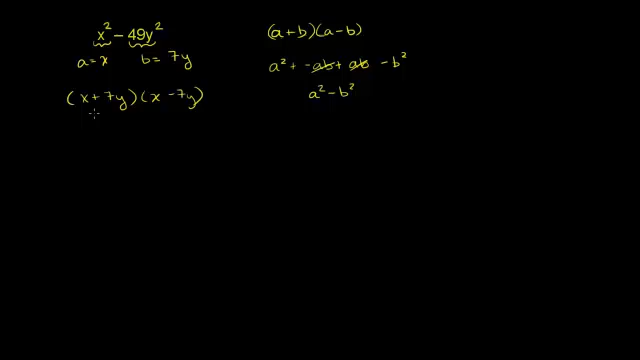 x² – 49y²
a = x b = 7y
(x + 7y)(x – 7y)
(a + b)(a – b)
a² + -ab + ab - b²
a² – b²